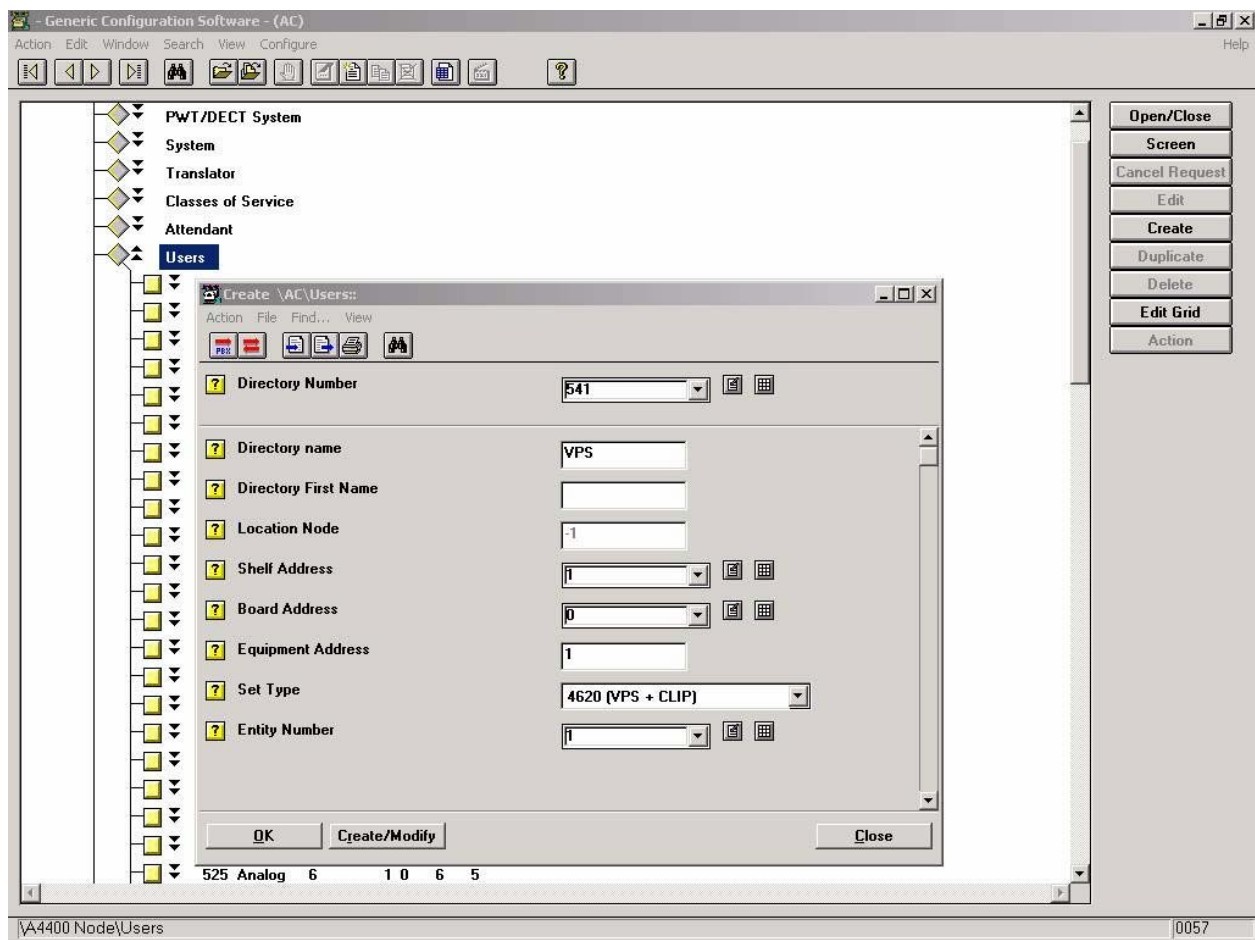 - Generic Configuration Software - (AC)
Action Edit Window Search View Configure Help
?
PWT/DECT System
System
Translator
Classes of Service
Attendant
Users
Open/Close
Screen
Cancel Request
Edit
Create
Duplicate
Delete
Edit Grid
Action
Create \AC\Users::
Action File Find... View
PBX
? Directory Number 541
? Directory name VPS
? Directory First Name
? Location Node -1
? Shelf Address 1
? Board Address 0
? Equipment Address 1
? Set Type 4620 (VPS + CLIP)
? Entity Number 1
OK Create/Modify Close
525 Analog 6 1 0 6 5
\A4400 Node\Users 0057